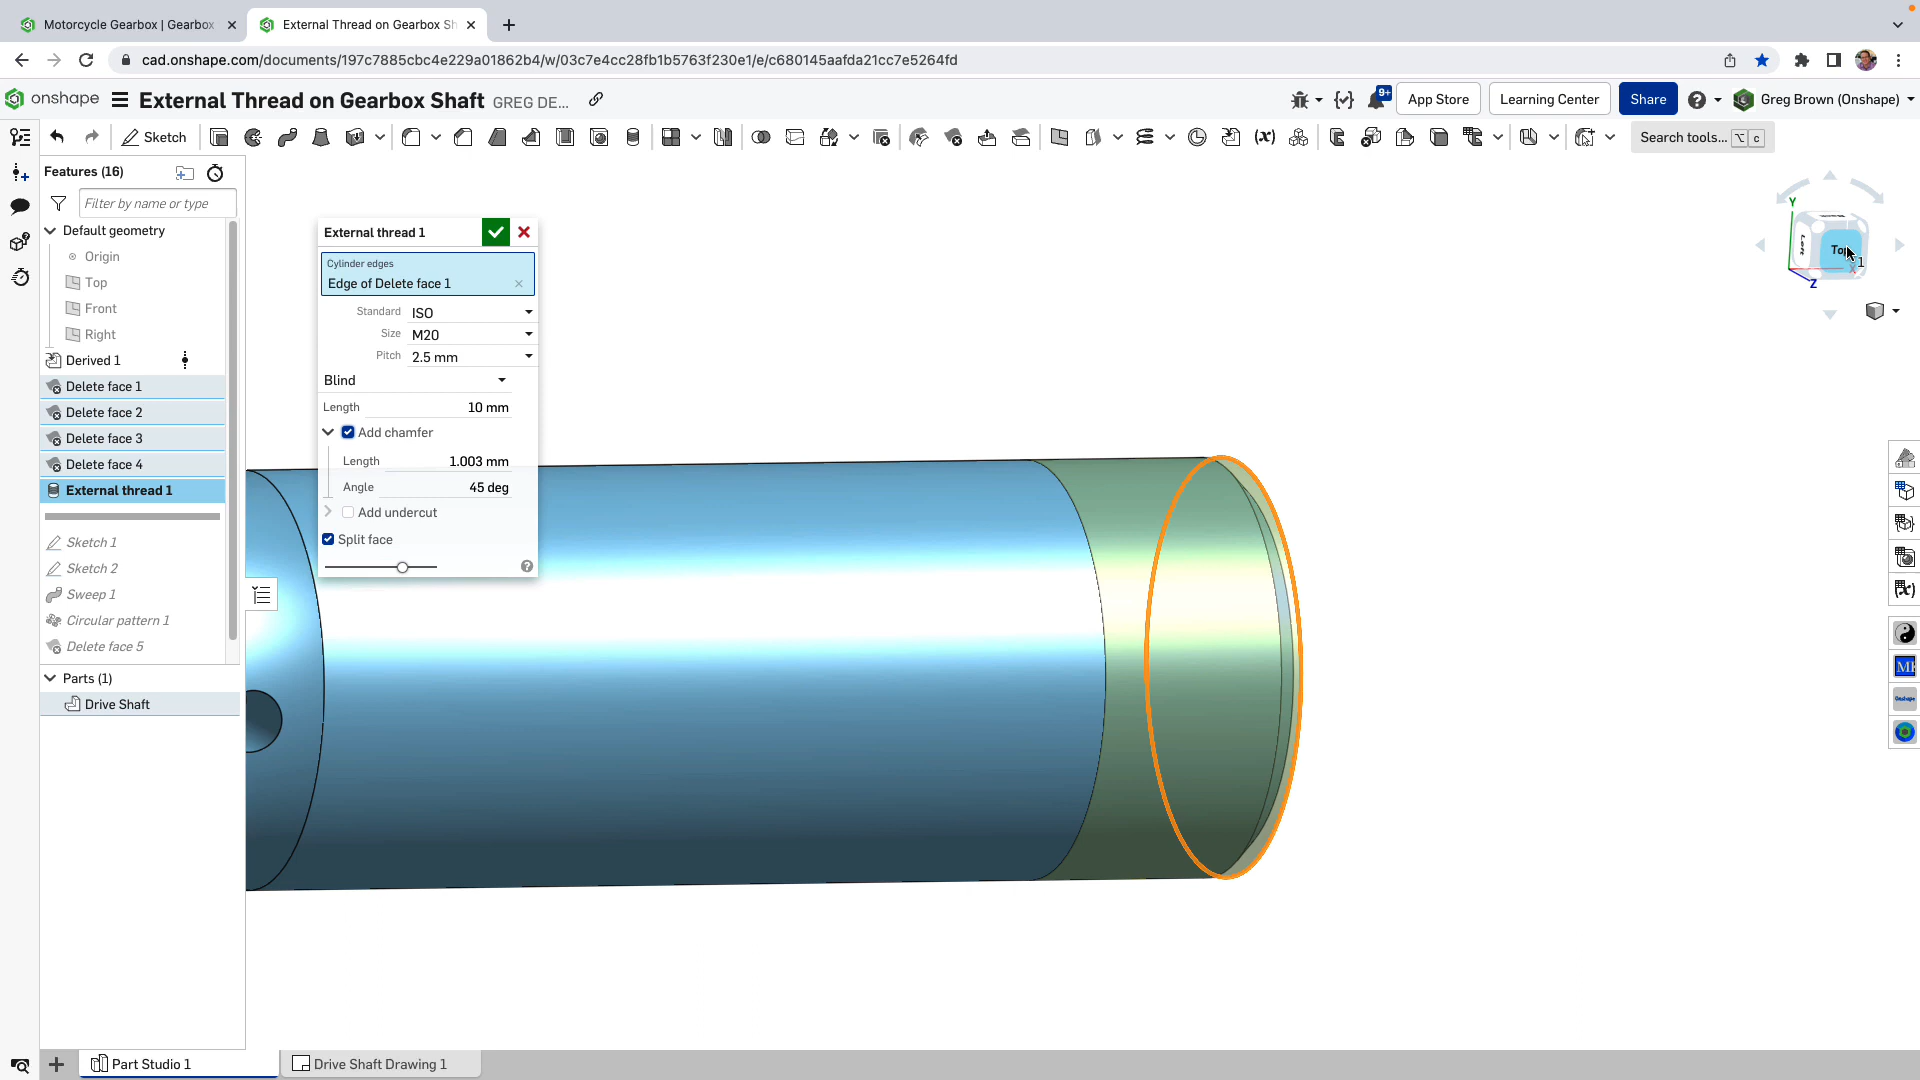 Motorcycle Gearbox | Gearbox
External Thread on Gearbox Sh
cad.onshape.com/documents/197c7885cbc4e229a01862b4/w/03c7e4cc28fb1b5763f230e1/e/c680145aafda21cc7e5264fd
onshape
External Thread on Gearbox Shaft
GREG DE...
9+
App Store
Learning Center
Share
Greg Brown (Onshape)
Sketch
(x)
Search tools...
⌥ c
Features (16)
Filter by name or type
Default geometry
Origin
Top
Front
Right
Derived 1
Delete face 1
Delete face 2
Delete face 3
Delete face 4
External thread 1
Sketch 1
Sketch 2
Sweep 1
Circular pattern 1
Delete face 5
Parts (1)
Drive Shaft
External thread 1
Cylinder edges
Edge of Delete face 1
Standard ISO
Size M20
Pitch 2.5 mm
Blind
Length 10 mm
Add chamfer
Length 1.003 mm
Angle 45 deg
Add undercut
Split face
Y
Left
Top
1
X
Z
Part Studio 1
Drive Shaft Drawing 1